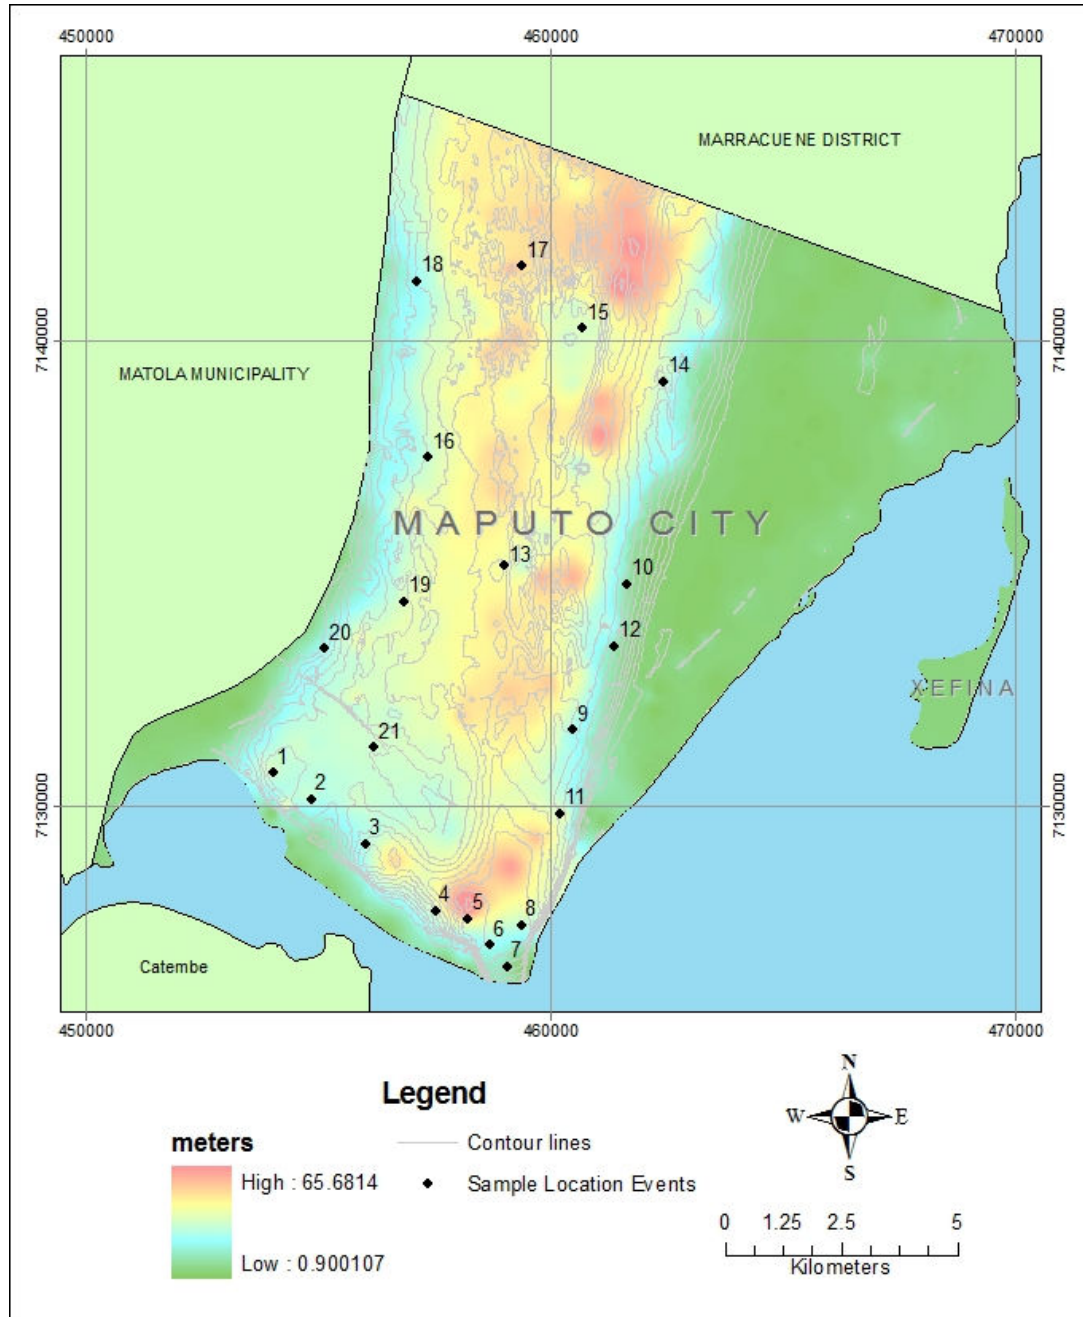 450000
460000
470000
MARRACUENE DISTRICT
17
18
15
7140000
7140000
14
MATOLA MUNICIPALITY
16
MAPUTO CITY
13
10
19
12
20
XEFINA
9
21
1
2
11
7130000
7130000
3
4
5
8
6
7
Catembe
450000
460000
470000
Legend
N
W
E
S
meters
Contour lines
High : 65.6814
Sample Location Events
0 1.25 2.5 5
Low : 0.900107
Kilometers